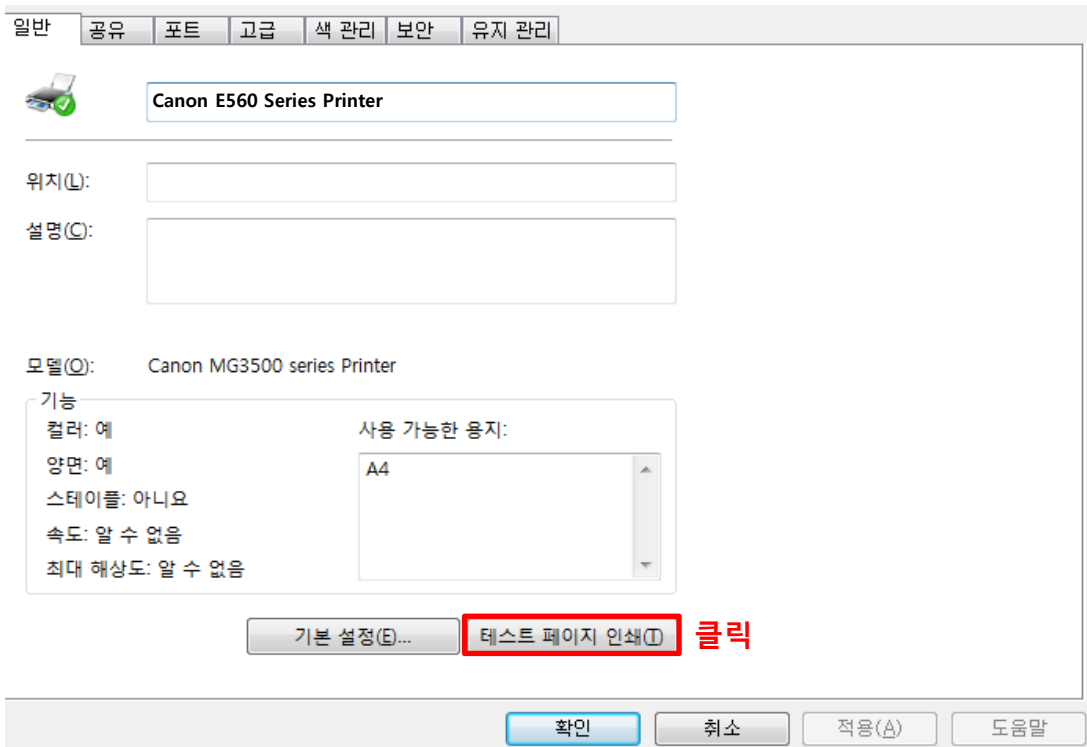 일반 공유 포트 고급 색 관리 보안 유지 관리
Canon E560 Series Printer
위치(L):
설명(C):
모델(O): Canon MG3500 series Printer
기능
컬러: 예 사용 가능한 용지:
양면: 예 A4
스테이플: 아니요
속도: 알 수 없음
최대 해상도: 알 수 없음
기본 설정(E)... 테스트 페이지 인쇄(T) 클릭
확인 취소 적용(A) 도움말